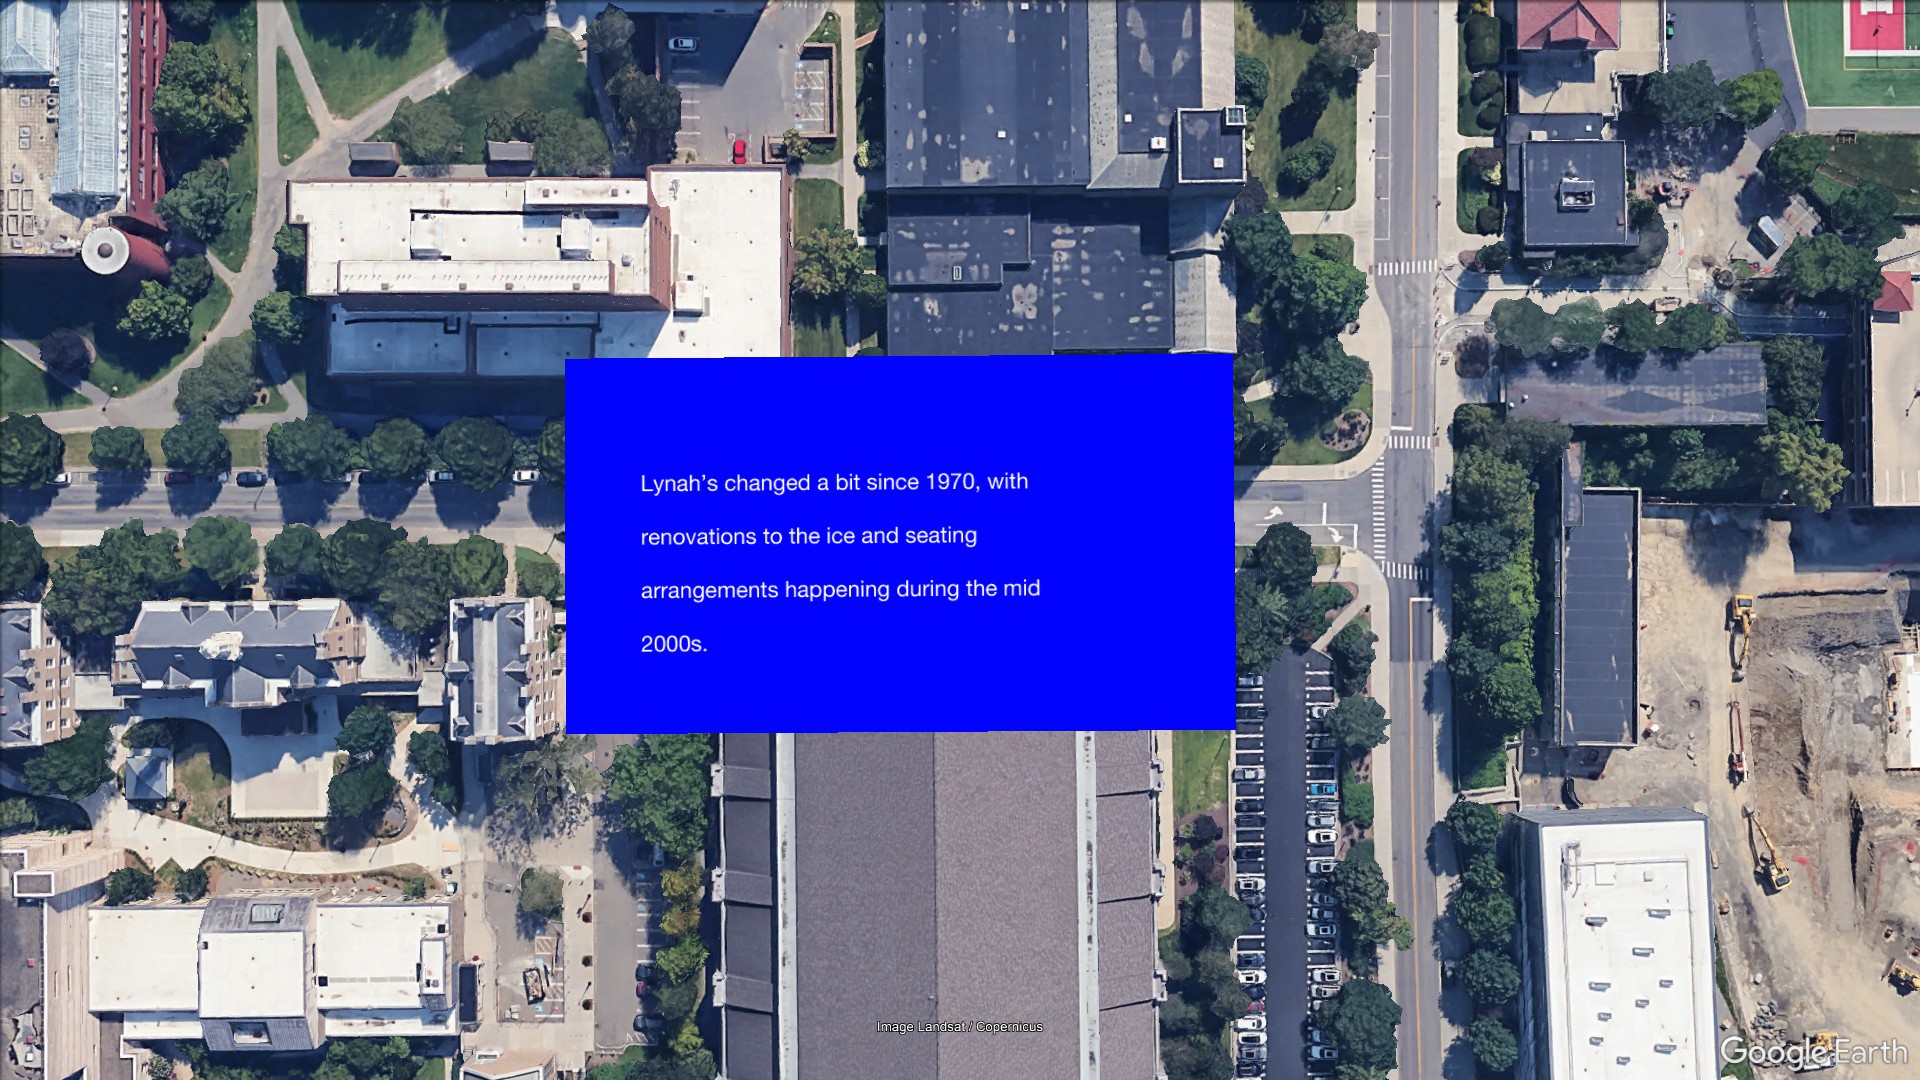 Lynah’s changed a bit since 1970, with
renovations to the ice and seating
arrangements happening during the mid
2000s.
Image Landsat / Copernicus
Google Earth